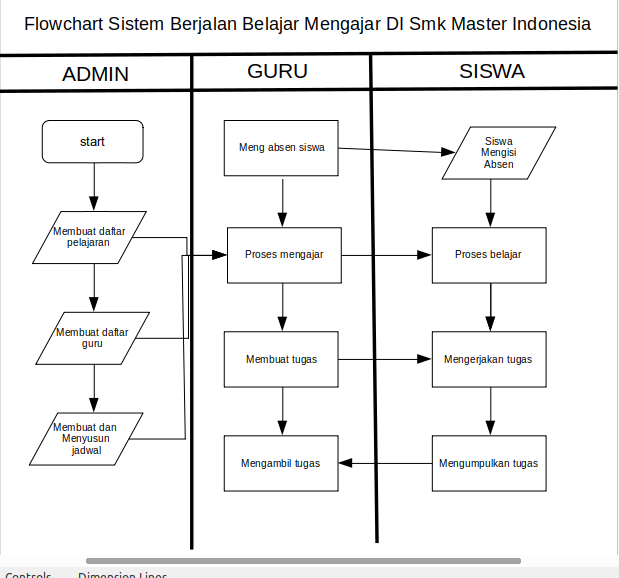 Flowchart Sistem Berjalan Belajar Mengajar DI Smk Master Indonesia
ADMIN
GURU
SISWA
start
Membuat daftar
pelajaran
Membuat daftar
guru
Membuat dan
Menyusun
jadwal
Meng absen siswa
Proses mengajar
Membuat tugas
Mengambil tugas
Siswa
Mengisi
Absen
Proses belajar
Mengerjakan tugas
Mengumpulkan tugas
Controls
Dimension Lines